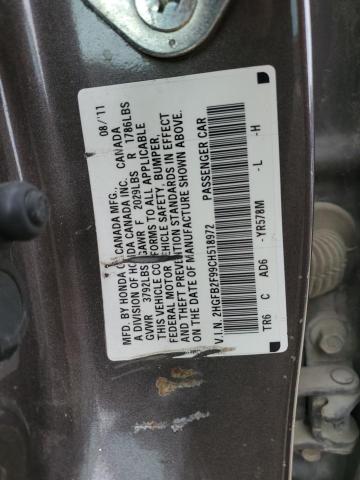 MFD. BY HONDA OF CANADA MFG. 08/'11
A DIVISION OF HONDA CANADA INC. CANADA
GVWR 3792LBS GAWR F 2029LBS R 1786LBS
THIS VEHICLE CONFORMS TO ALL APPLICABLE
FEDERAL MOTOR VEHICLE SAFETY, BUMPER,
AND THEFT PREVENTION STANDARDS IN EFFECT
ON THE DATE OF MANUFACTURE SHOWN ABOVE.
V.I.N. 2HGFB2F99CH518972 PASSENGER CAR
TR6 C AD6 -YR578M -L -H